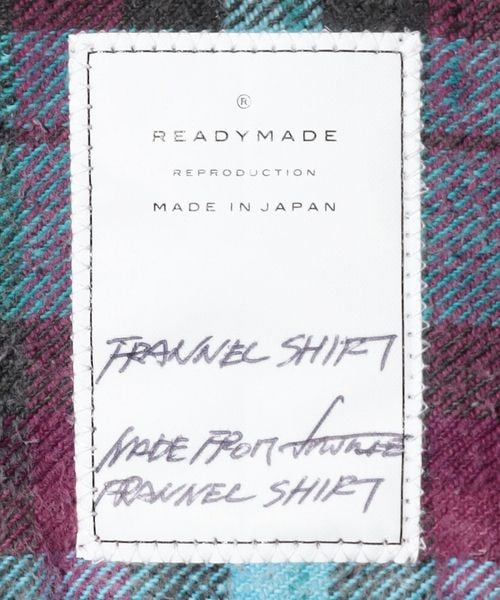 ®
READYMADE
REPRODUCTION
MADE IN JAPAN
FRANNEL SHIRT
MADE FROM
FRANNEL SHIRT